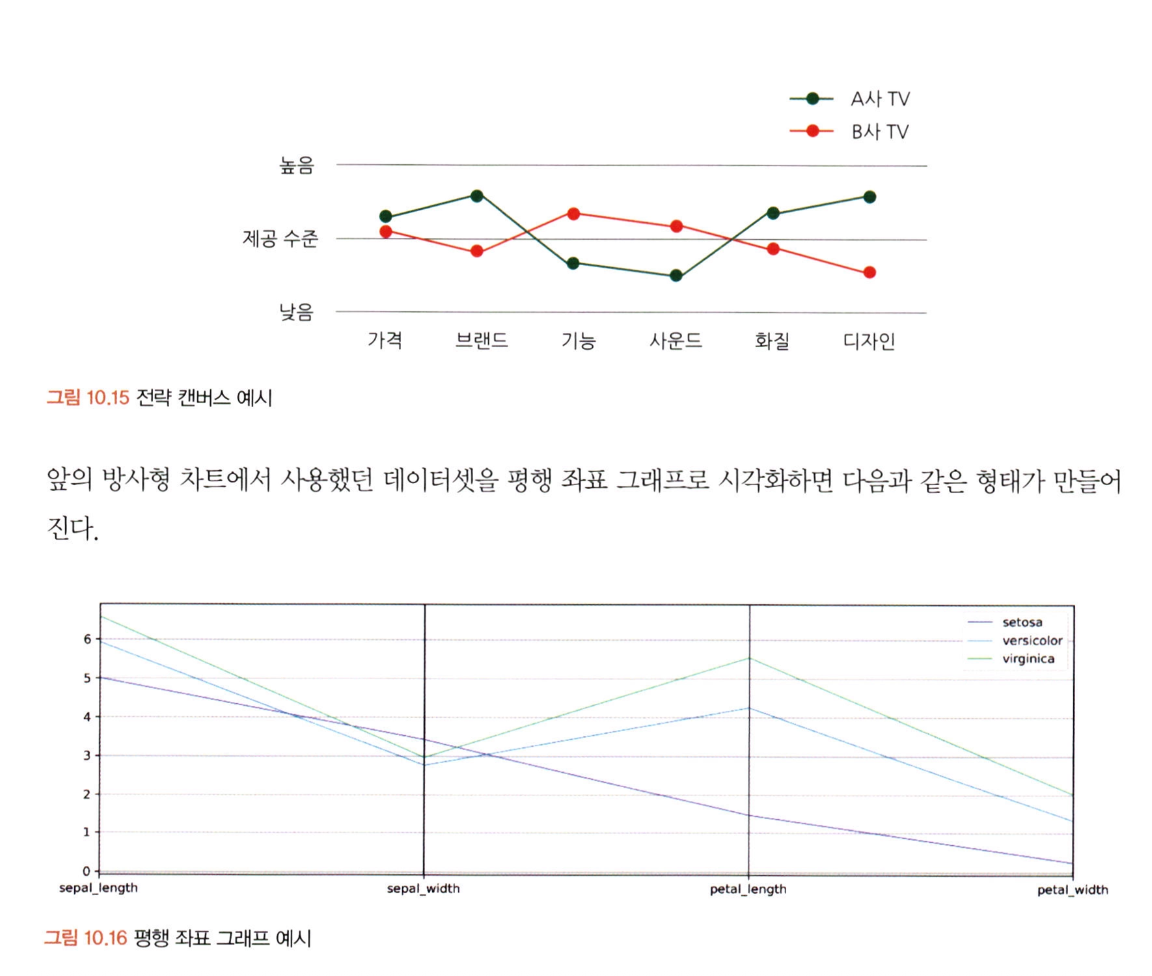 A사 TV
B사 TV
높음
제공 수준
낮음
가격 브랜드 기능 사운드 화질 디자인
그림 10.15 전략 캔버스 예시
앞의 방사형 차트에서 사용했던 데이터셋을 평행 좌표 그래프로 시각화하면 다음과 같은 형태가 만들어
진다.
setosa
versicolor
virginica
6
5
4
3
2
1
0
sepal_length sepal_width petal_length petal_width
그림 10.16 평행 좌표 그래프 예시